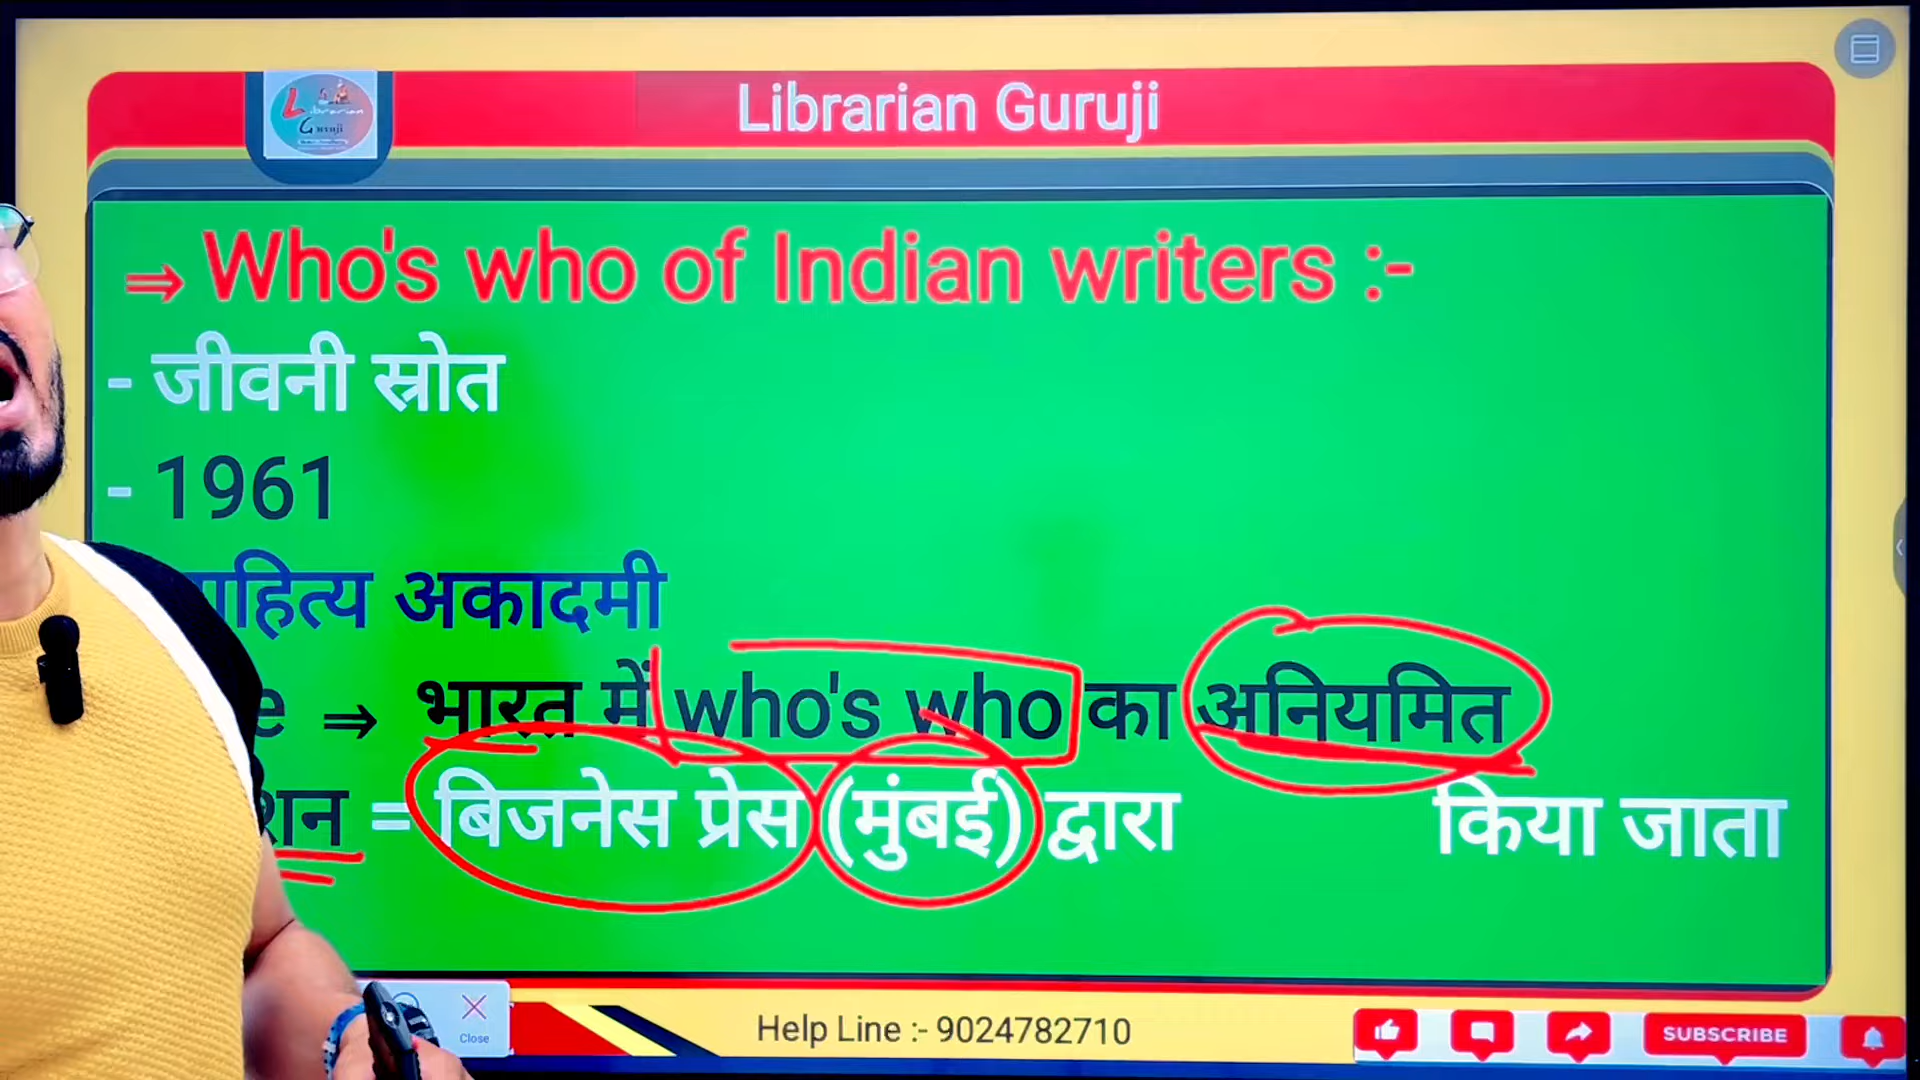 Librarian Guruji
⇒ Who's who of Indian writers :-
- जीवनी स्रोत
- 1961
अकादमी
⇒ भारत में who's who का अनियमित
= बिजनेस प्रेस (मुंबई) द्वारा किया जाता
Close
Help Line :- 9024782710
SUBSCRIBE